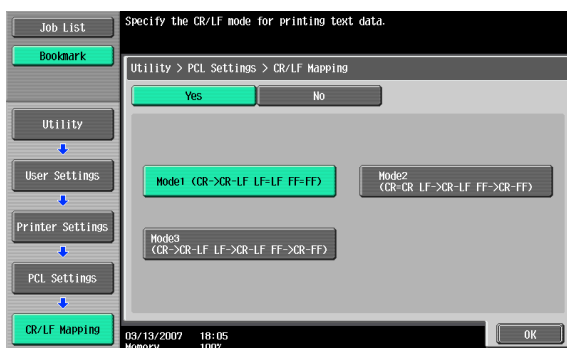 Job List
Bookmark
Specify the CR/LF mode for printing text data.
Utility > PCL Settings > CR/LF Mapping
Yes
No
Utility
User Settings
Printer Settings
PCL Settings
CR/LF Mapping
Mode1 (CR->CR-LF LF=LF FF=FF)
Mode2
(CR=CR LF->CR-LF FF->CR-FF)
Mode3
(CR->CR-LF LF->CR-LF FF->CR-FF)
03/13/2007 18:05
Memory 100%
OK